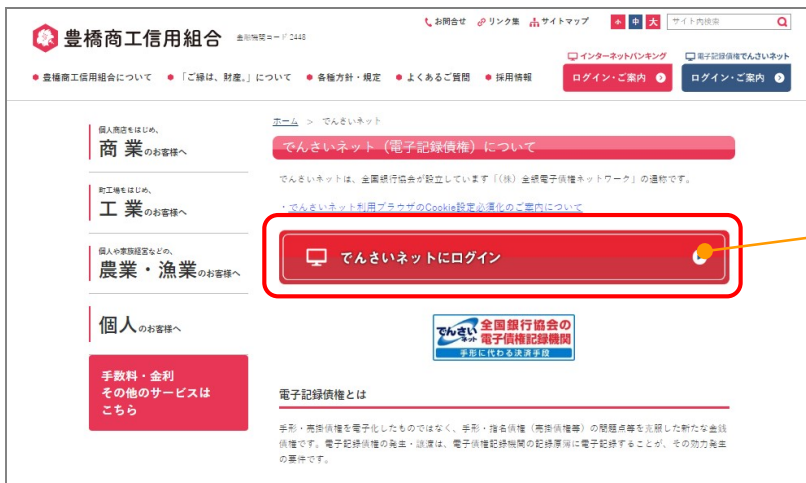 お問合せ リンク集 サイトマップ 小 中 大 サイト内検索
豊橋商工信用組合 金融機関コード 2448
インターネットバンキング 電子記録債権でんさいネット
ログイン・ご案内 ログイン・ご案内
豊橋商工信用組合について 「ご縁は、財産。」について 各種方針・規定 よくあるご質問 採用情報
個人商店をはじめ、
商業のお客様へ
町工場をはじめ、
工業のお客様へ
個人や家族経営などの、
農業・漁業のお客様へ
個人のお客様へ
手数料・金利
その他のサービスは
こちら
ホーム > でんさいネット
でんさいネット（電子記録債権）について
でんさいネットは、全国銀行協会が設立しています「（株）全銀電子債権ネットワーク」の通称です。
・でんさいネット利用ブラウザのCookie設定必須化のご案内について
でんさいネットにログイン
でんさいネット 全国銀行協会の
電子債権記録機関
手形に代わる決済手段
電子記録債権とは
手形・売掛債権を電子化したものではなく、手形・指名債権（売掛債権等）の問題点等を克服した新たな金銭
債権です。電子記録債権の発生・譲渡は、電子債権記録機関の記録原簿に電子記録することが、その効力発生
の要件です。